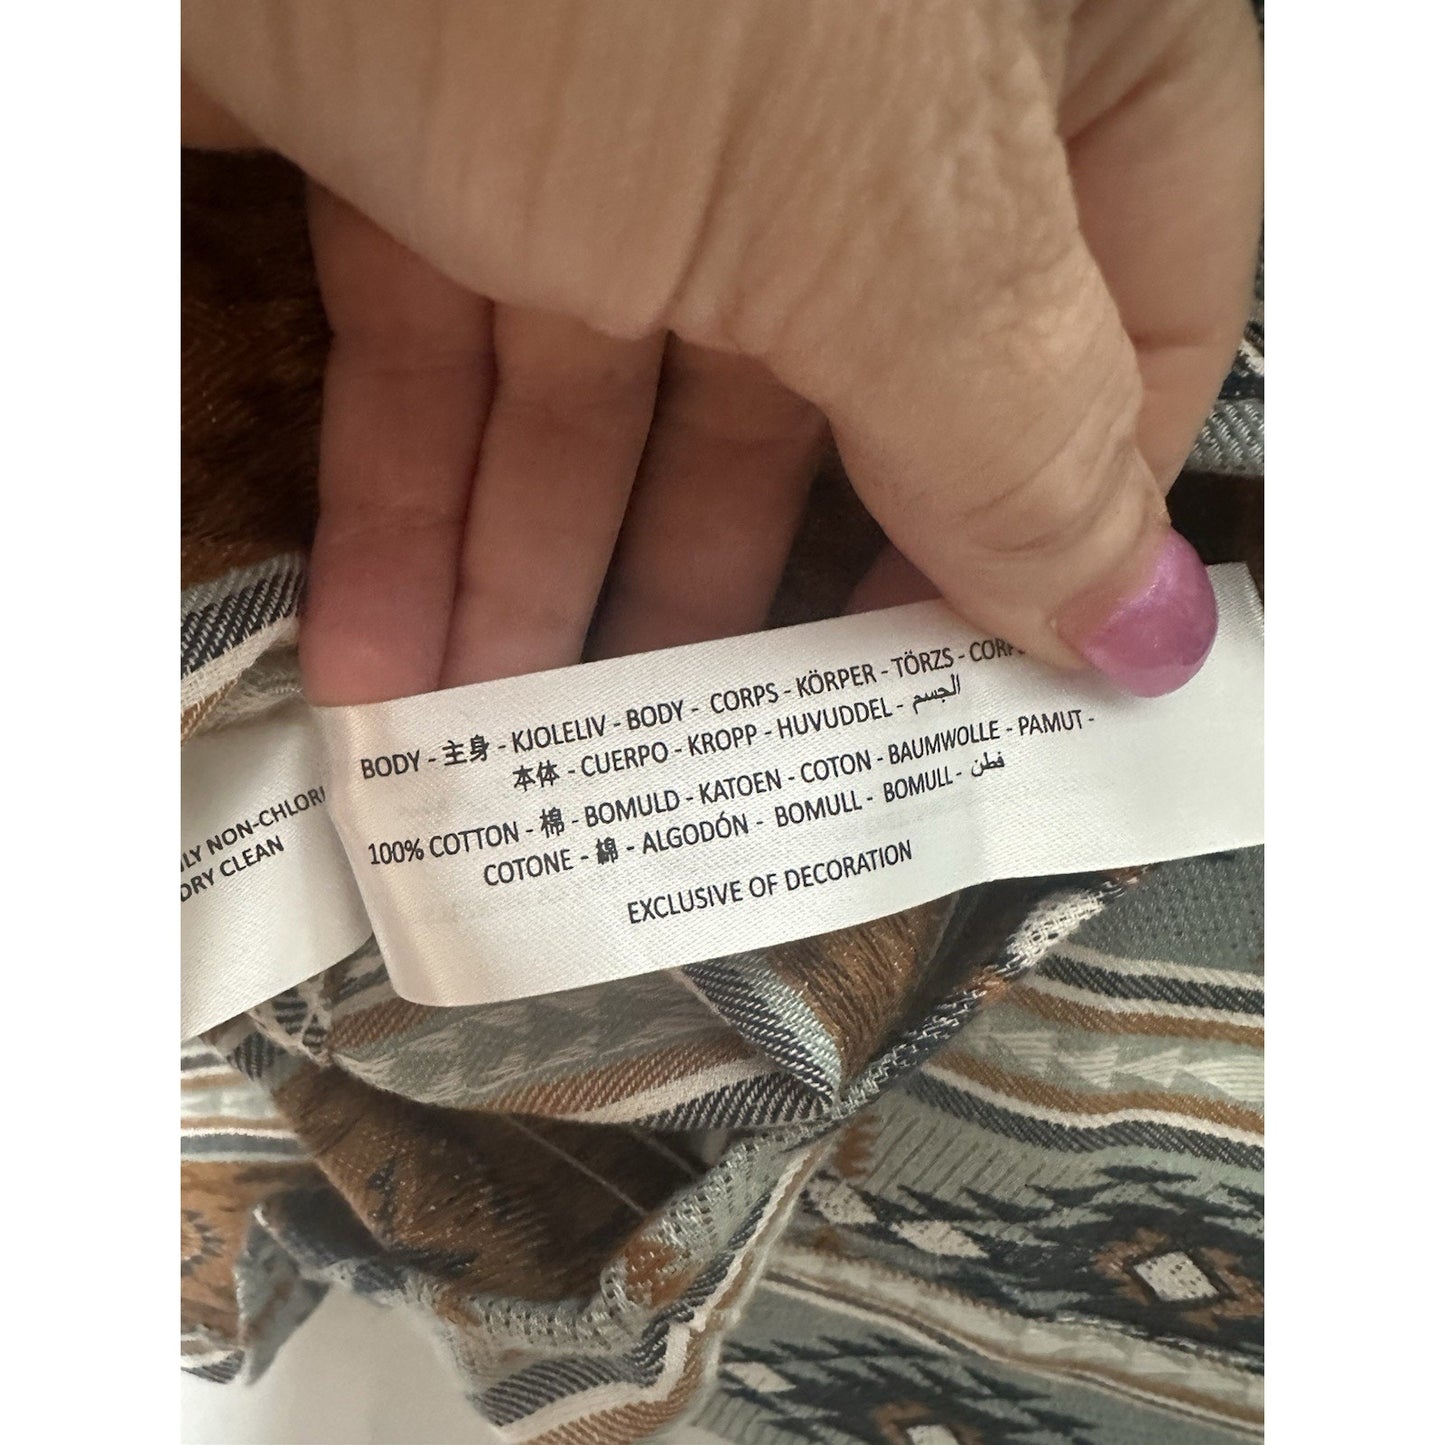 BODY - 主身 - KJOLELIV - BODY - CORPS - KÖRPER - TÖRZS -
本体 - CUERPO - KROPP - HUVUDDEL - الجسم
100% COTTON - 棉 - BOMULD - KATOEN - COTON - BAUMWOLLE - PAMUT -
COTONE - 綿 - ALGODÓN - BOMULL - BOMULL - قطن
EXCLUSIVE OF DECORATION
NON-CHLORI
DRY CLEAN